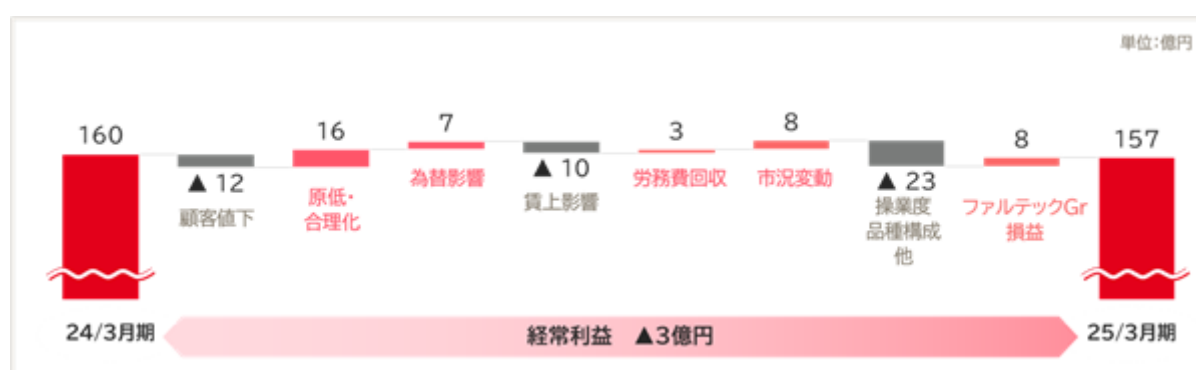 単位:億円
160
▲ 12
顧客値下
16
原低・
合理化
7
為替影響
▲ 10
賃上影響
3
労務費回収
8
市況変動
▲ 23
操業度
品種構成
他
8
ファルテックGr
損益
157
24/3月期
経常利益 ▲3億円
25/3月期